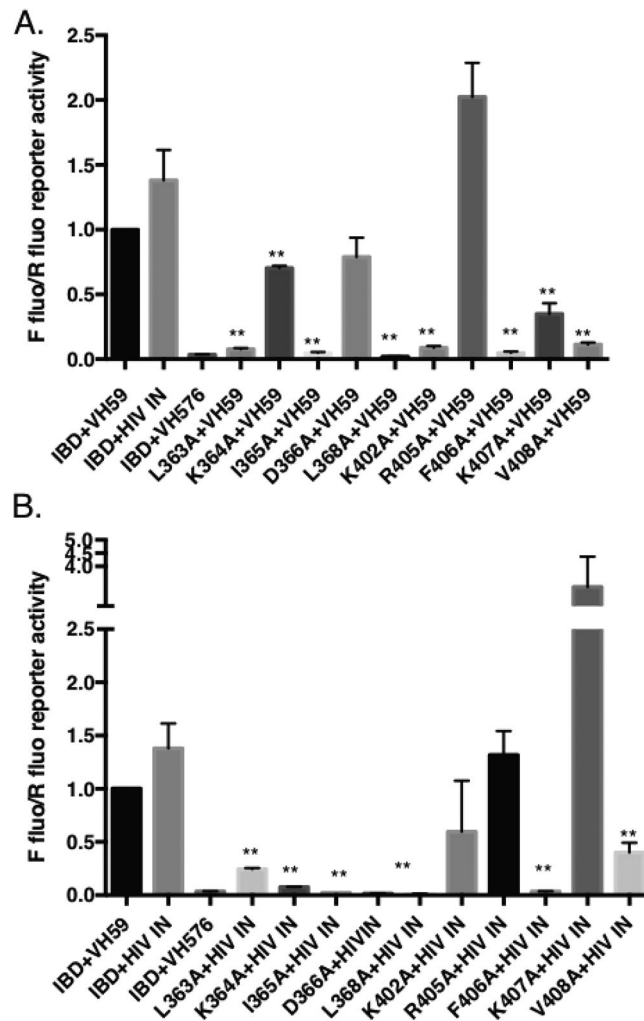 A.
F fluo/R fluo reporter activity
2.5
2.0
1.5
1.0
0.5
0.0
** ** ** ** ** ** ** **
IBD+VH59
IBD+HIV IN
IBD+VH576
L363A+VH59
K364A+VH59
I365A+VH59
D366A+VH59
L368A+VH59
K402A+VH59
R405A+VH59
F406A+VH59
K407A+VH59
V408A+VH59
B.
F fluo/R fluo reporter activity
5.0
4.5
4.0
2.5
2.0
1.5
1.0
0.5
0.0
** ** ** ** ** **
IBD+VH59
IBD+HIV IN
IBD+VH576
L363A+HIV IN
K364A+HIV IN
I365A+HIV IN
D366A+HIVIN
L368A+HIV IN
K402A+HIV IN
R405A+HIV IN
F406A+HIV IN
K407A+HIV IN
V408A+HIV IN